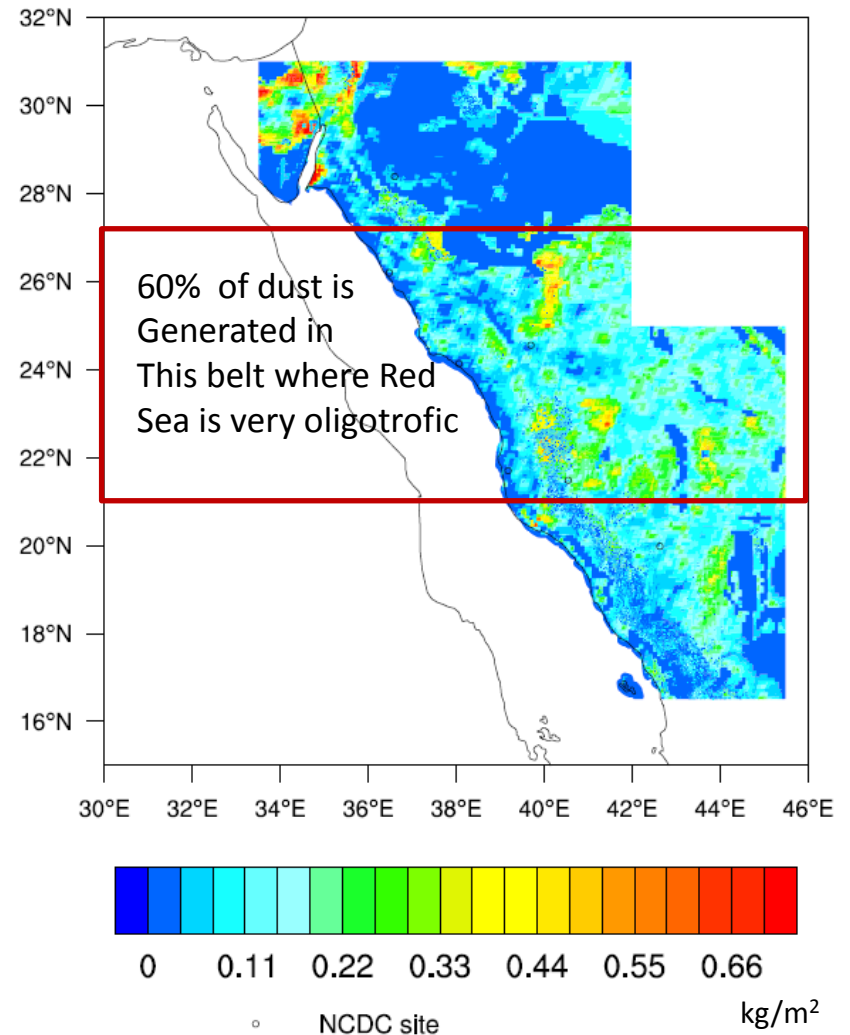 32°N
30°N
28°N
26°N
24°N
22°N
20°N
18°N
16°N
60% of dust is
Generated in
This belt where Red
Sea is very oligotrofic
30°E 32°E 34°E 36°E 38°E 40°E 42°E 44°E 46°E
0 0.11 0.22 0.33 0.44 0.55 0.66
kg/m²
NCDC site